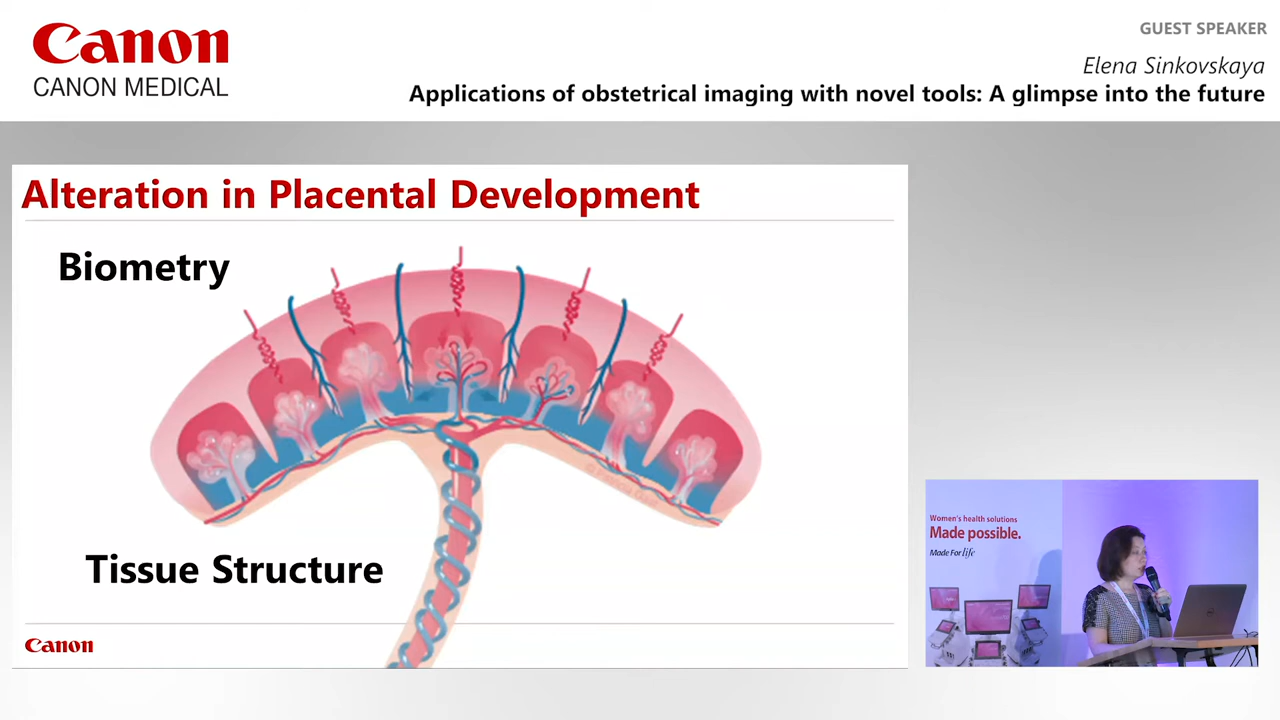 Canon
CANON MEDICAL
GUEST SPEAKER
Elena Sinkovskaya
Applications of obstetrical imaging with novel tools: A glimpse into the future
Alteration in Placental Development
Biometry
Tissue Structure
Canon
Women's health solutions
Made possible.
Made For life